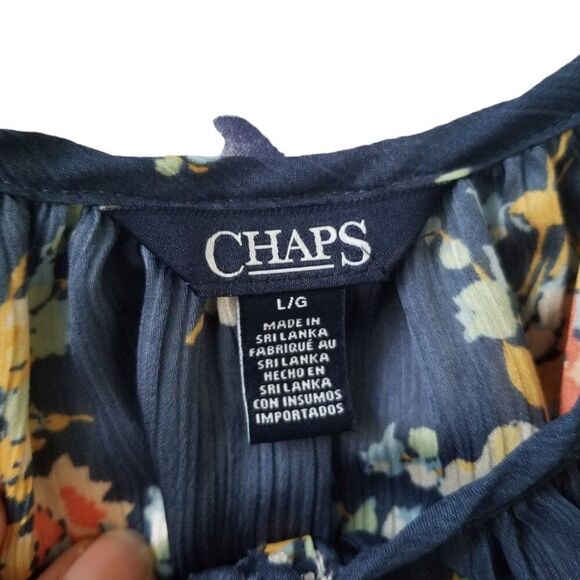 CHAPS
L/G
MADE IN
SRI LANKA
FABRIQUÉ AU
SRI LANKA
HECHO EN
SRI LANKA
CON INSUMOS
IMPORTADOS